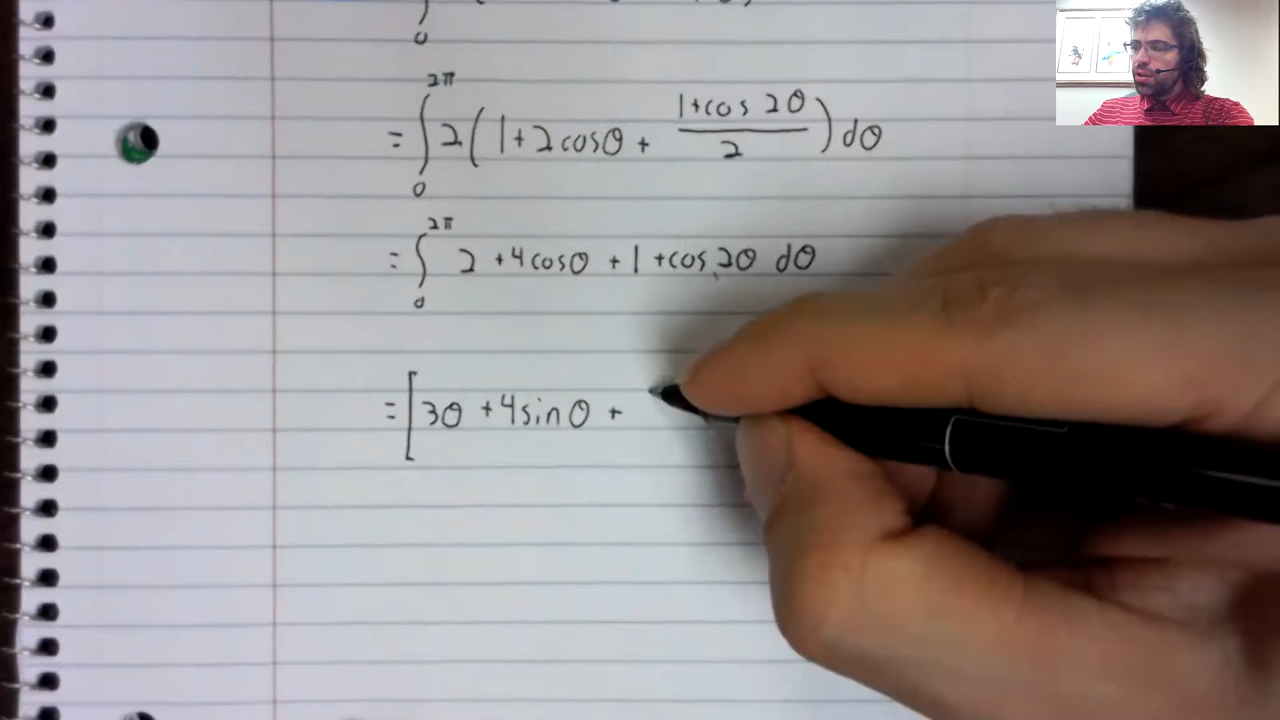 0
= ∫₀^2π 2(1+2cosθ + (1+cos 2θ)/2) dθ
= ∫₀^2π 2 +4cosθ +1 +cos 2θ dθ
= [3θ +4sinθ +